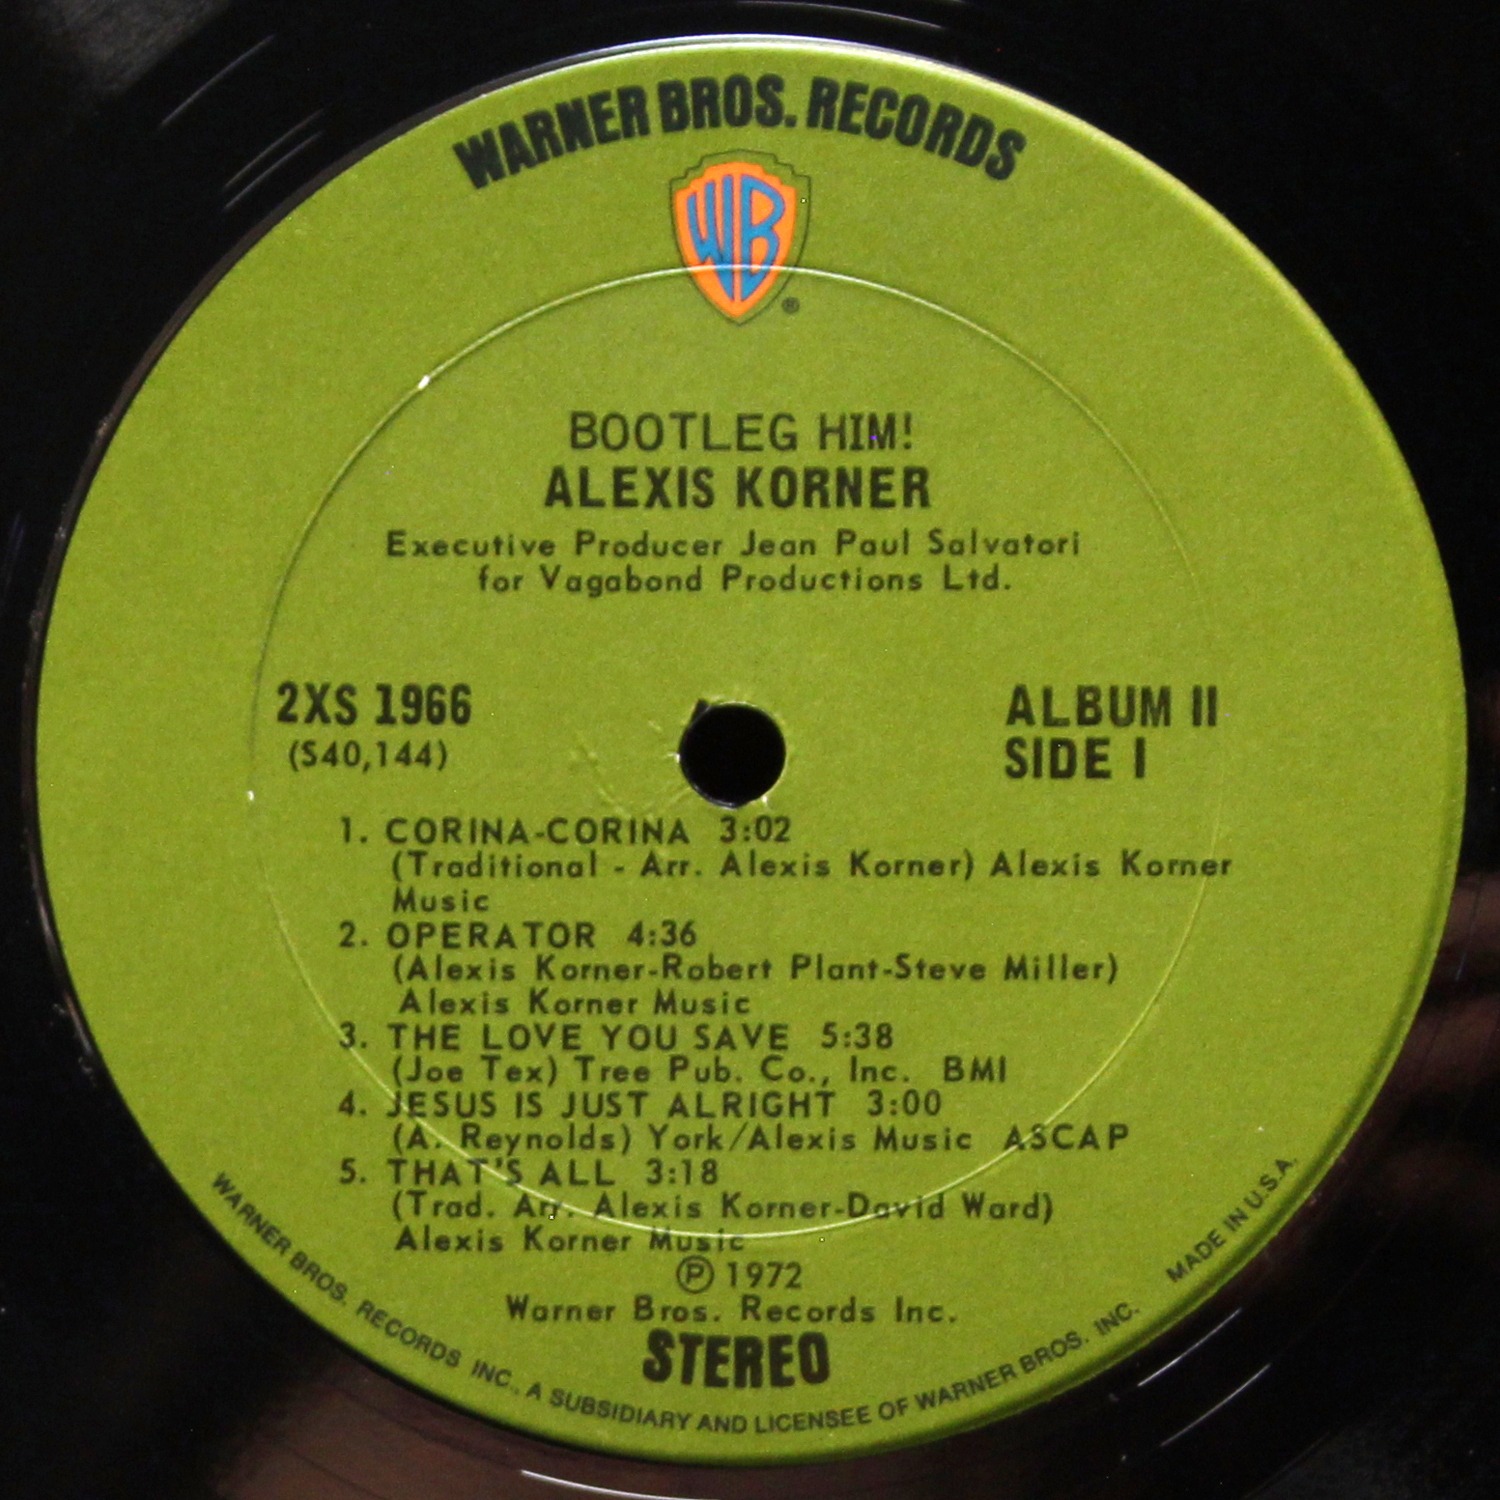 WARNER BROS. RECORDS
WB
®
BOOTLEG HIM!
ALEXIS KORNER
Executive Producer Jean Paul Salvatori
for Vagabond Productions Ltd.
2XS 1966
(S40,144)
ALBUM II
SIDE I
1. CORINA-CORINA 3:02
(Traditional - Arr. Alexis Korner) Alexis Korner
Music
2. OPERATOR 4:36
(Alexis Korner-Robert Plant-Steve Miller)
Alexis Korner Music
3. THE LOVE YOU SAVE 5:38
(Joe Tex) Tree Pub. Co., Inc. BMI
4. JESUS IS JUST ALRIGHT 3:00
(A. Reynolds) York/Alexis Music ASCAP
5. THAT'S ALL 3:18
(Trad. Arr. Alexis Korner-David Ward)
Alexis Korner Music
℗ 1972
Warner Bros. Records Inc.
STEREO
WARNER BROS. RECORDS INC., A SUBSIDIARY AND LICENSEE OF WARNER BROS. INC. MADE IN U.S.A.